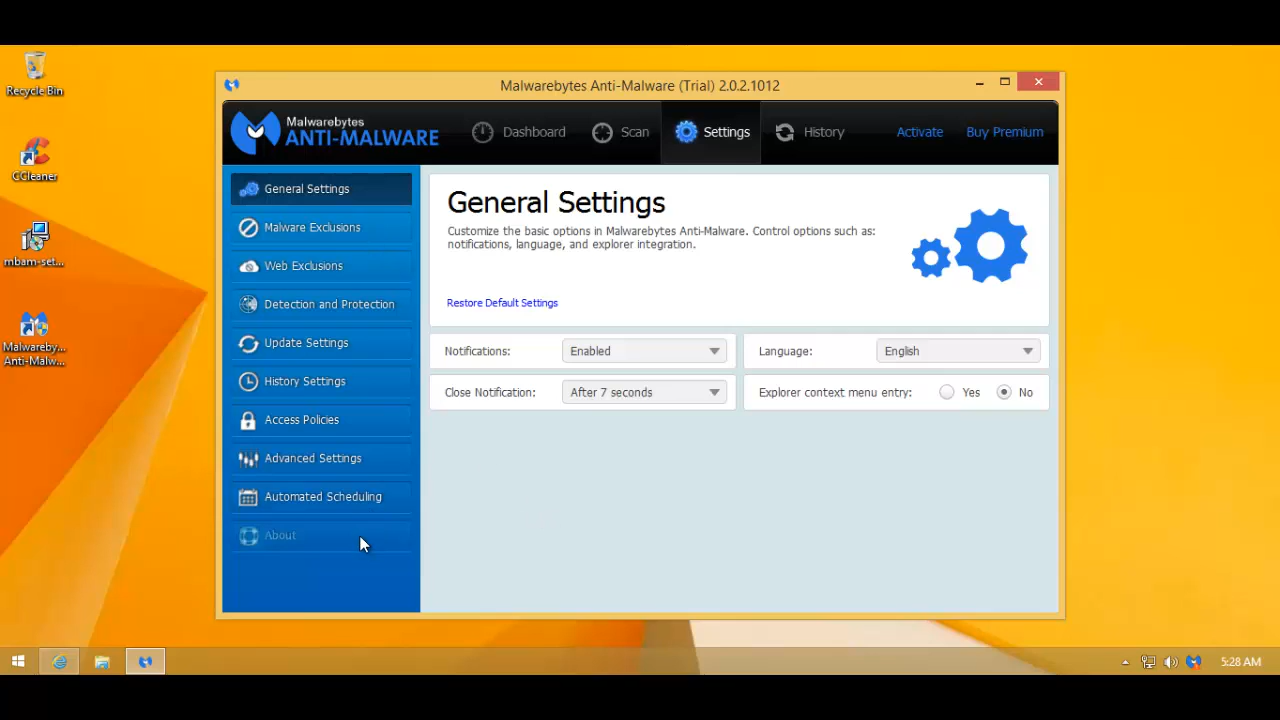 Recycle Bin
CCleaner
mbam-set...
Malwareby...
Anti-Malw...
Malwarebytes Anti-Malware (Trial) 2.0.2.1012
Malwarebytes
ANTI-MALWARE
Dashboard
Scan
Settings
History
Activate
Buy Premium
General Settings
Malware Exclusions
Web Exclusions
Detection and Protection
Update Settings
History Settings
Access Policies
Advanced Settings
Automated Scheduling
About
General Settings
Customize the basic options in Malwarebytes Anti-Malware. Control options such as:
notifications, language, and explorer integration.
Restore Default Settings
Notifications: Enabled
Language: English
Close Notification: After 7 seconds
Explorer context menu entry: Yes No
5:28 AM